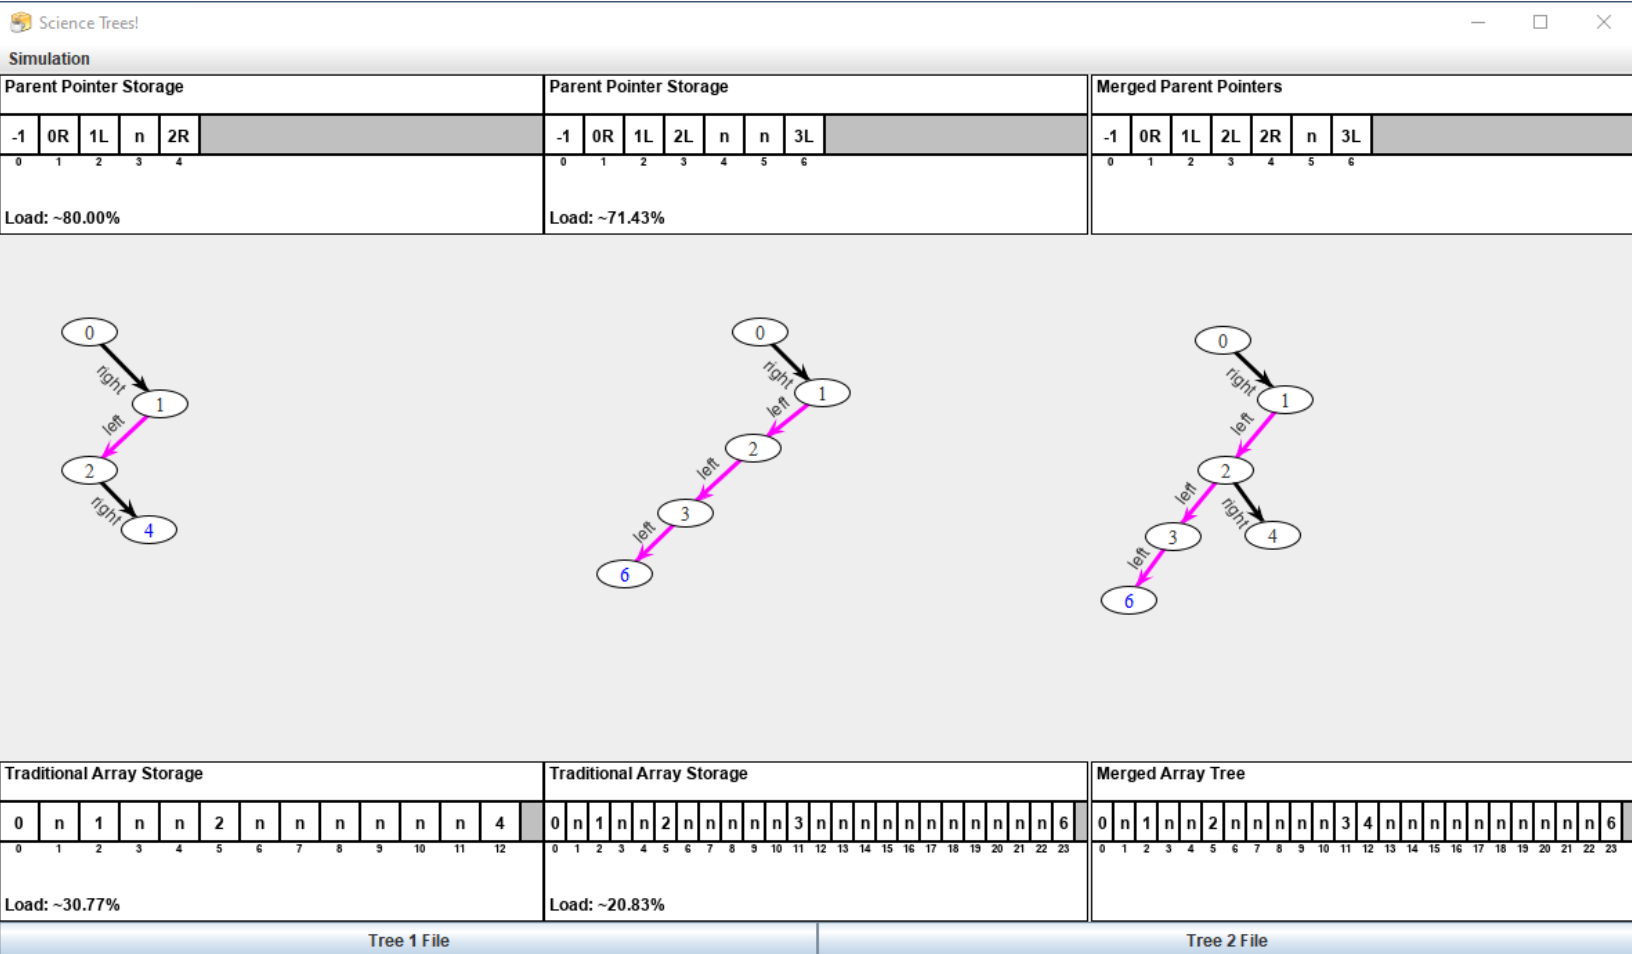 Science Trees!
Simulation
Parent Pointer Storage
-1 0R 1L n 2R
0 1 2 3 4
Load: ~80.00%
Parent Pointer Storage
-1 0R 1L 2L n n 3L
0 1 2 3 4 5 6
Load: ~71.43%
Merged Parent Pointers
-1 0R 1L 2L 2R n 3L
0 1 2 3 4 5 6
0
right
1
left
2
right
4
0
right
1
left
2
left
3
left
6
0
right
1
left
2
left
right
3
4
left
6
Traditional Array Storage
0 n 1 n n 2 n n n n n n 4
0 1 2 3 4 5 6 7 8 9 10 11 12
Load: ~30.77%
Traditional Array Storage
0 n 1 n n 2 n n n n n 3 n n n n n n n n n n n 6
0 1 2 3 4 5 6 7 8 9 10 11 12 13 14 15 16 17 18 19 20 21 22 23
Load: ~20.83%
Merged Array Tree
0 n 1 n n 2 n n n n n 3 4 n n n n n n n n n n 6
0 1 2 3 4 5 6 7 8 9 10 11 12 13 14 15 16 17 18 19 20 21 22 23
Tree 1 File
Tree 2 File